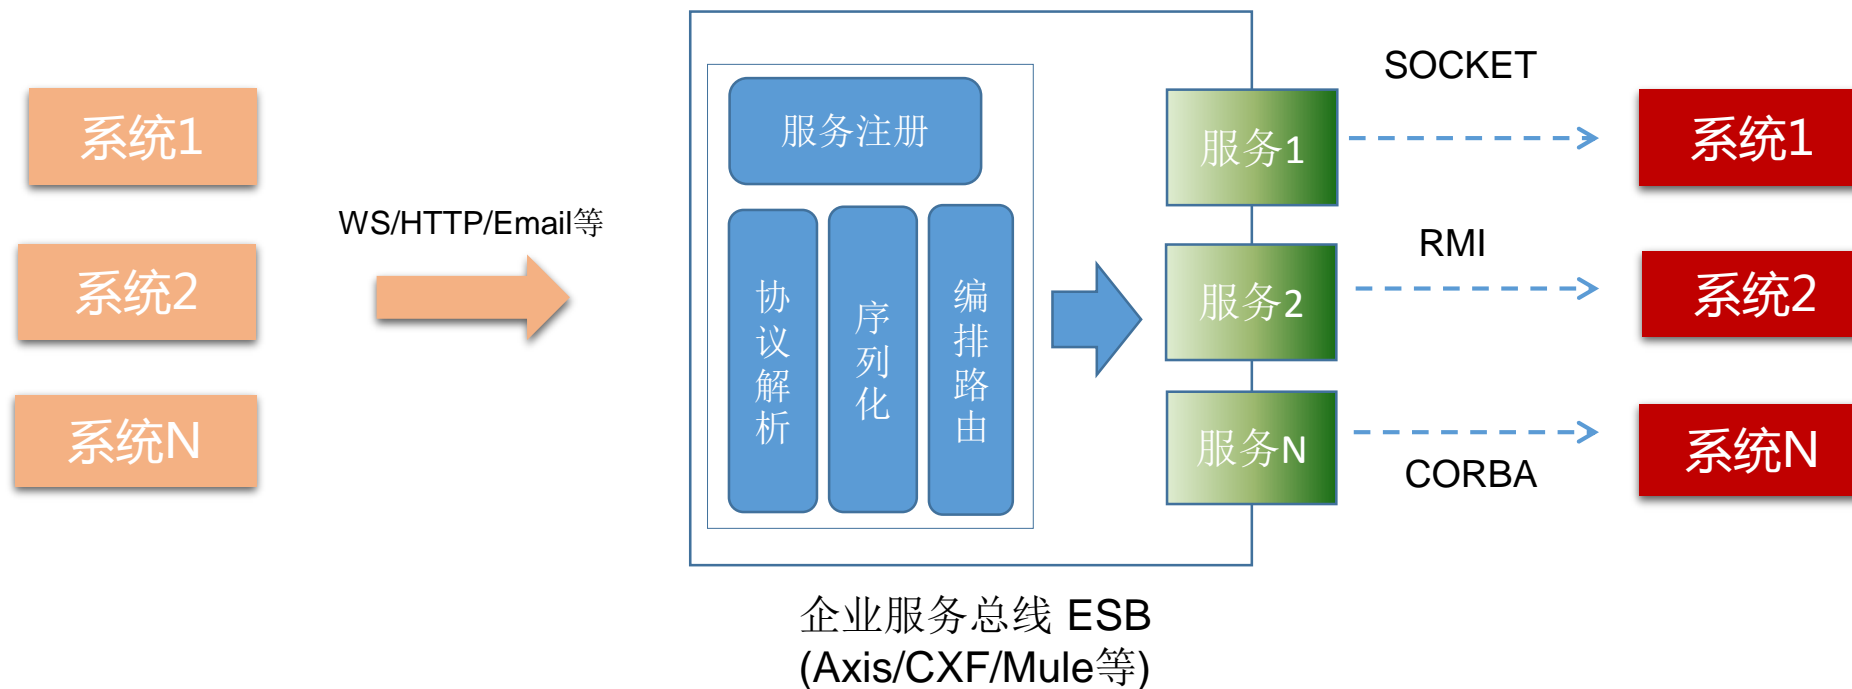 系统1
系统2
系统N
WS/HTTP/Email等
服务注册
协议解析
序列化
编排路由
服务1
服务2
服务N
SOCKET
RMI
CORBA
系统1
系统2
系统N
企业服务总线 ESB
(Axis/CXF/Mule等)